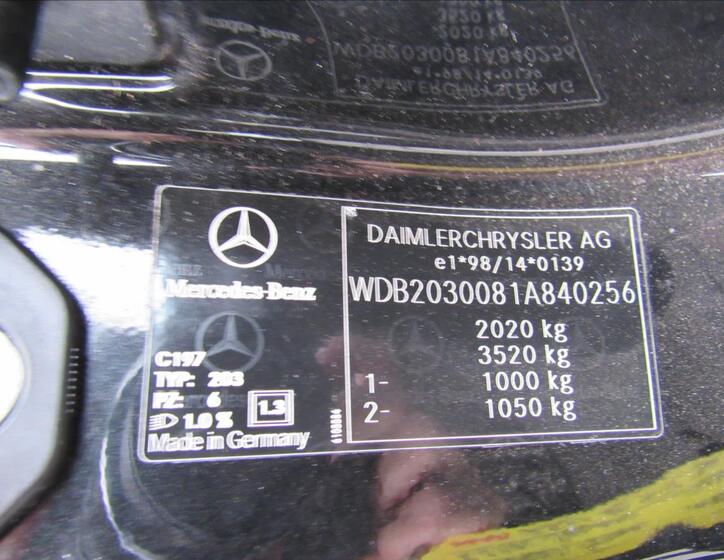 DAIMLERCHRYSLER AG
e1*98/14*0139
WDB2030081A840256
2020 kg
3520 kg
1- 1000 kg
2- 1050 kg
Mercedes-Benz
C197
TYP: 203
PZ: 6
1.0 %
1.3
Made in Germany